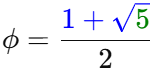 ϕ = (1 + √5) / 2